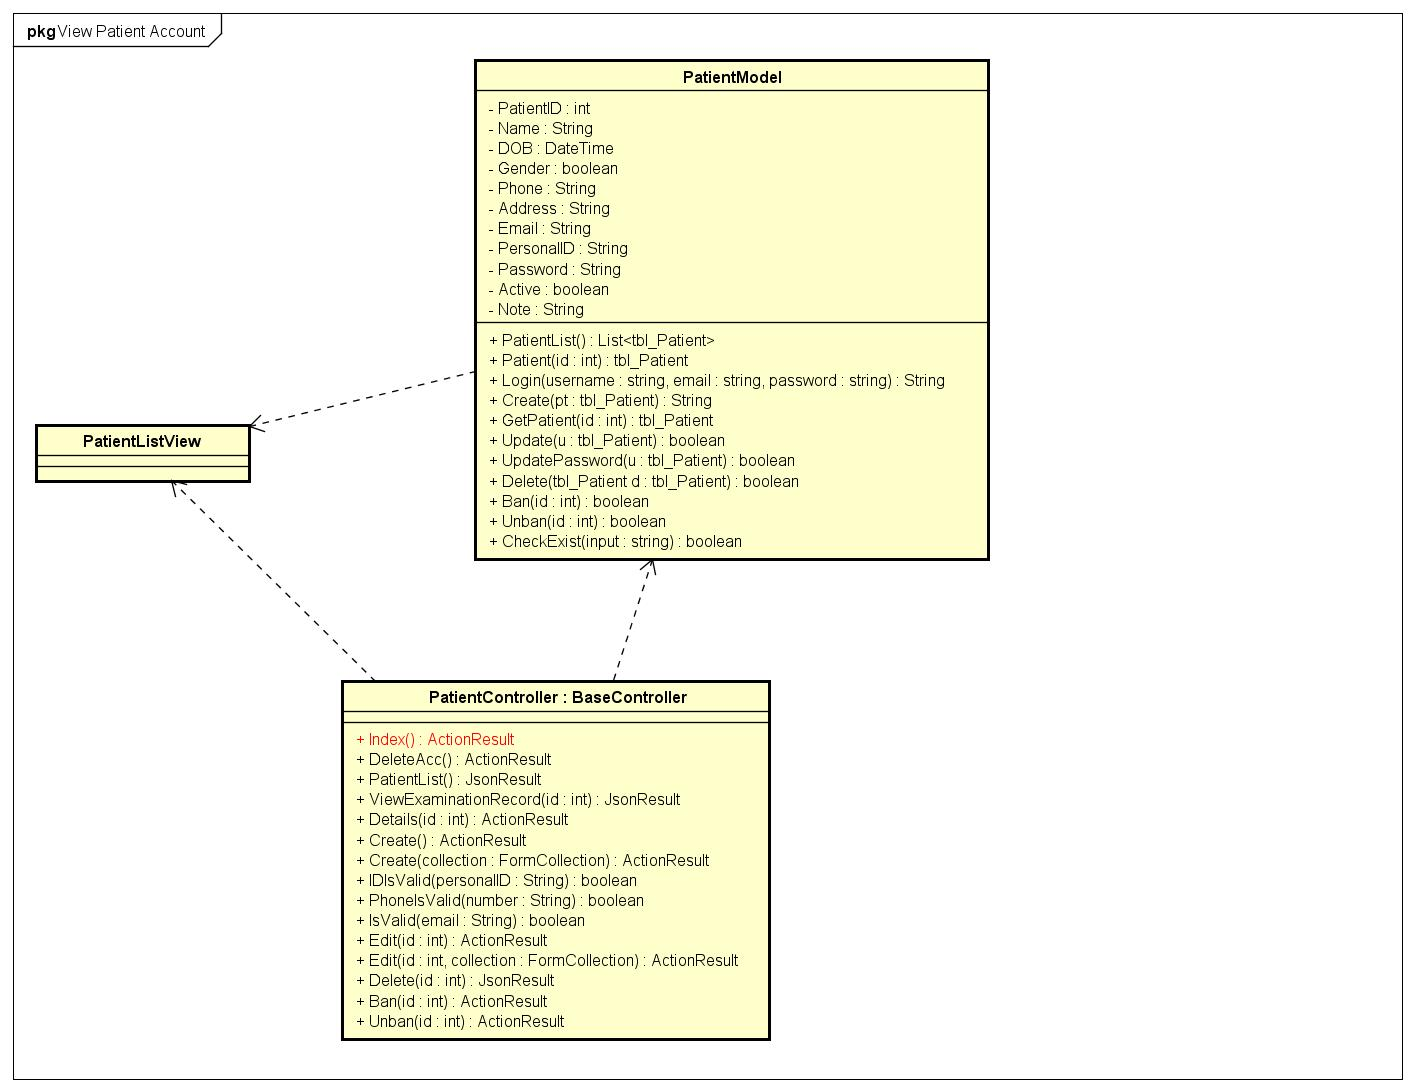 pkg View Patient Account
PatientModel
- PatientID : int
- Name : String
- DOB : DateTime
- Gender : boolean
- Phone : String
- Address : String
- Email : String
- PersonalID : String
- Password : String
- Active : boolean
- Note : String
+ PatientList() : List<tbl_Patient>
+ Patient(id : int) : tbl_Patient
+ Login(username : string, email : string, password : string) : String
+ Create(pt : tbl_Patient) : String
+ GetPatient(id : int) : tbl_Patient
+ Update(u : tbl_Patient) : boolean
+ UpdatePassword(u : tbl_Patient) : boolean
+ Delete(tbl_Patient d : tbl_Patient) : boolean
+ Ban(id : int) : boolean
+ Unban(id : int) : boolean
+ CheckExist(input : string) : boolean
PatientListView
PatientController : BaseController
+ Index() : ActionResult
+ DeleteAcc() : ActionResult
+ PatientList() : JsonResult
+ ViewExaminationRecord(id : int) : JsonResult
+ Details(id : int) : ActionResult
+ Create() : ActionResult
+ Create(collection : FormCollection) : ActionResult
+ IDIsValid(personalID : String) : boolean
+ PhoneIsValid(number : String) : boolean
+ IsValid(email : String) : boolean
+ Edit(id : int) : ActionResult
+ Edit(id : int, collection : FormCollection) : ActionResult
+ Delete(id : int) : JsonResult
+ Ban(id : int) : ActionResult
+ Unban(id : int) : ActionResult